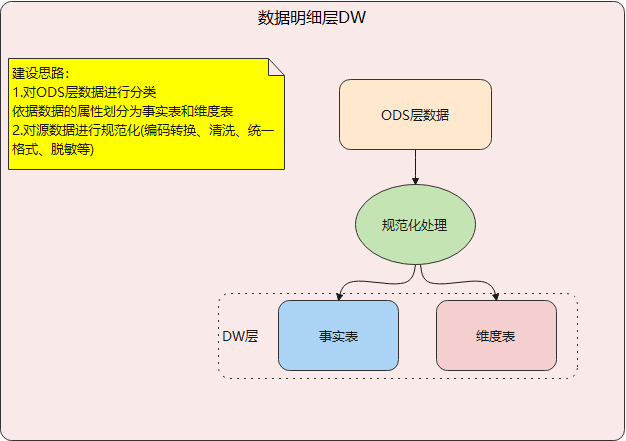 数据明细层DW
建设思路：
1.对ODS层数据进行分类
依据数据的属性划分为事实表和维度表
2.对源数据进行规范化(编码转换、清洗、统一
格式、脱敏等)
ODS层数据
规范化处理
DW层
事实表
维度表